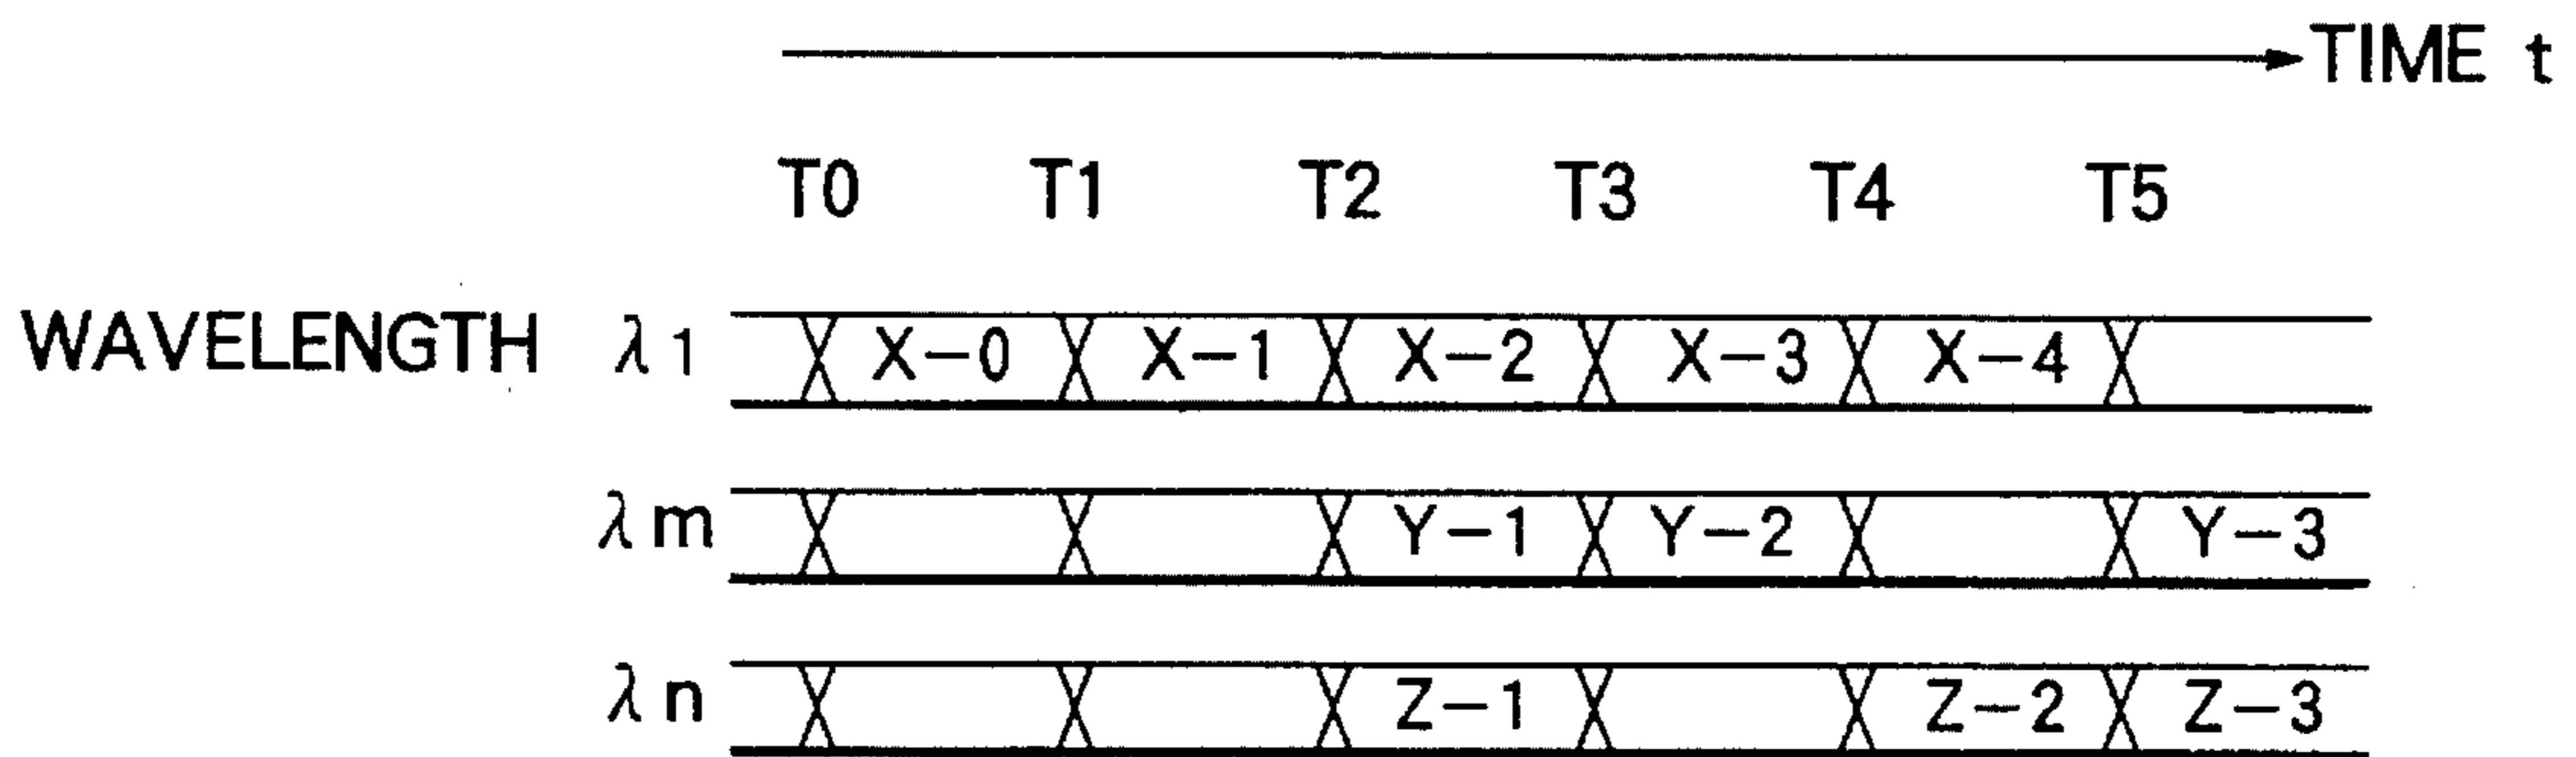 TIME t
T0 T1 T2 T3 T4 T5
WAVELENGTH λ1 X-0 X-1 X-2 X-3 X-4
λm Y-1 Y-2 Y-3
λn Z-1 Z-2 Z-3